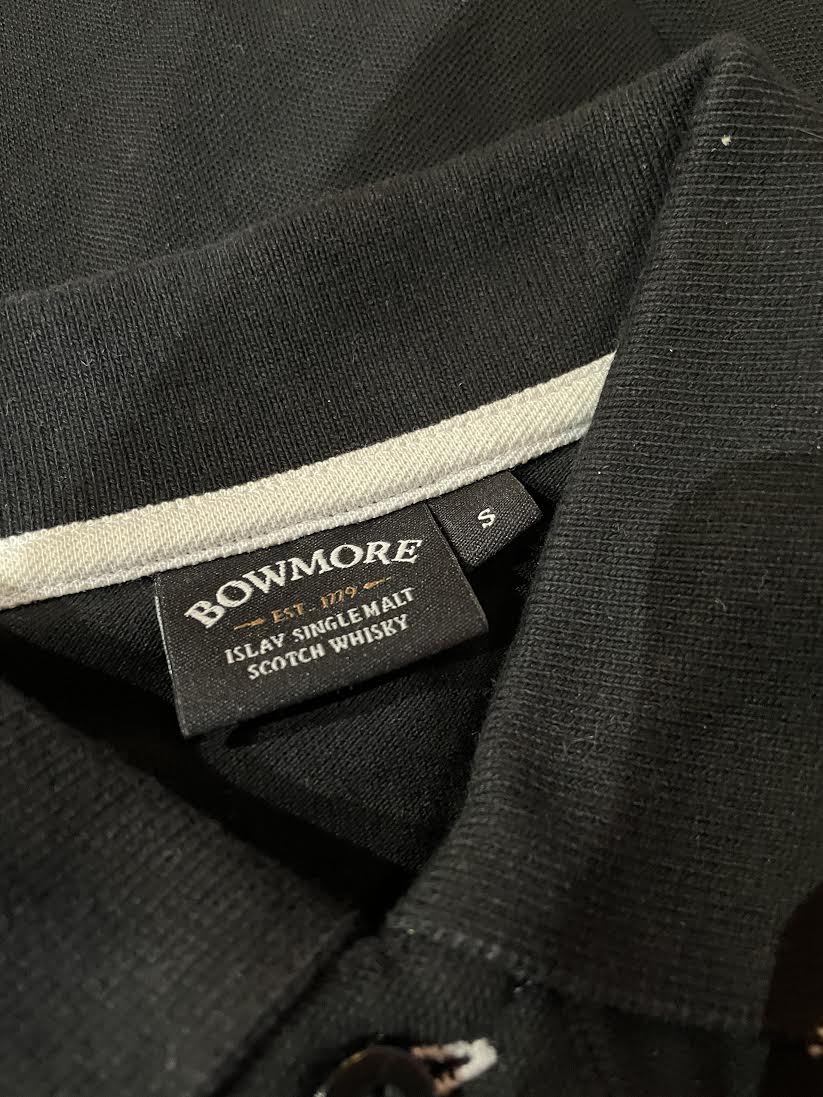 S
BOWMORE
EST. 1779
ISLAY SINGLE MALT
SCOTCH WHISKY